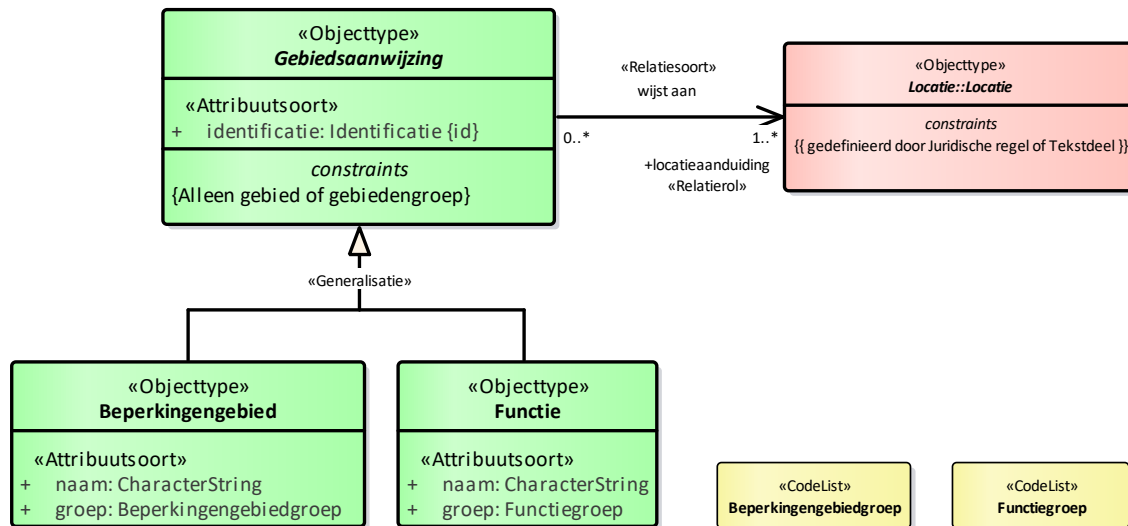 «Objecttype»
Gebiedsaanwijzing
«Attribuutsoort»
+ identificatie: Identificatie {id}
constraints
{Alleen gebied of gebiedengroep}
«Relatiesoort»
wijst aan
0..*
1..*
+locatieaanduiding
«Relatierol»
«Objecttype»
Locatie::Locatie
constraints
{{ gedefinieerd door Juridische regel of Tekstdeel }}
«Generalisatie»
«Objecttype»
Beperkingengebied
«Attribuutsoort»
+ naam: CharacterString
+ groep: Beperkingengebiedgroep
«Objecttype»
Functie
«Attribuutsoort»
+ naam: CharacterString
+ groep: Functiegroep
«CodeList»
Beperkingengebiedgroep
«CodeList»
Functiegroep